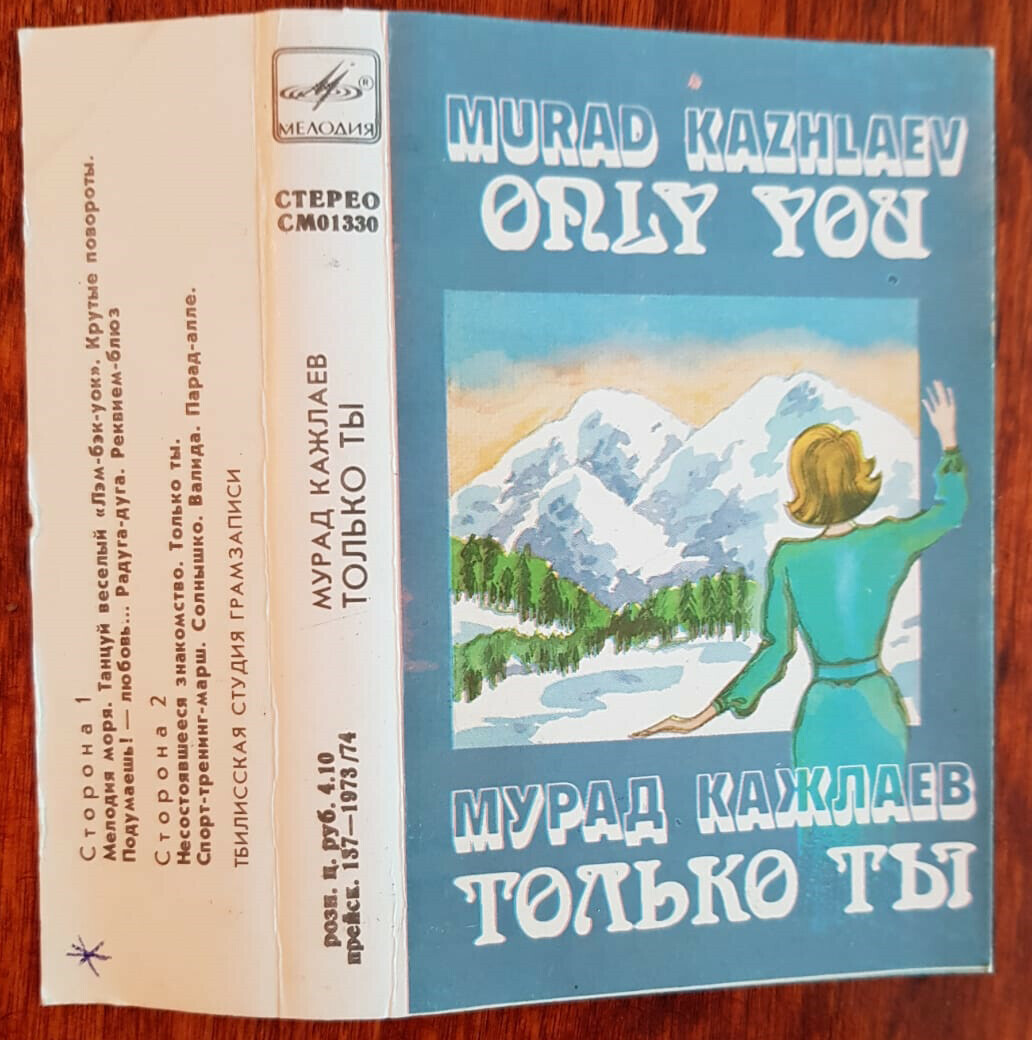 Сторона 1
Мелодия моря. Танцуй веселый «Лэм-бэк-уок». Крутые повороты.
Подумаешь! — любовь... Радуга-дуга. Реквием-блюз
Сторона 2
Несостоявшееся знакомство. Только ты.
Спорт-тренинг-марш. Солнышко. Валида. Парад-алле.
ТБИЛИССКАЯ СТУДИЯ ГРАМЗАПИСИ
®
МЕЛОДИЯ
СТЕРЕО
СМ01330
МУРАД КАЖЛАЕВ
ТОЛЬКО ТЫ
розн. ц. руб. 4.10
прейск. 137—1973/74
MURAD KAZHLAEV
ONLY YOU
МУРАД КАЖЛАЕВ
ТОЛЬКО ТЫ